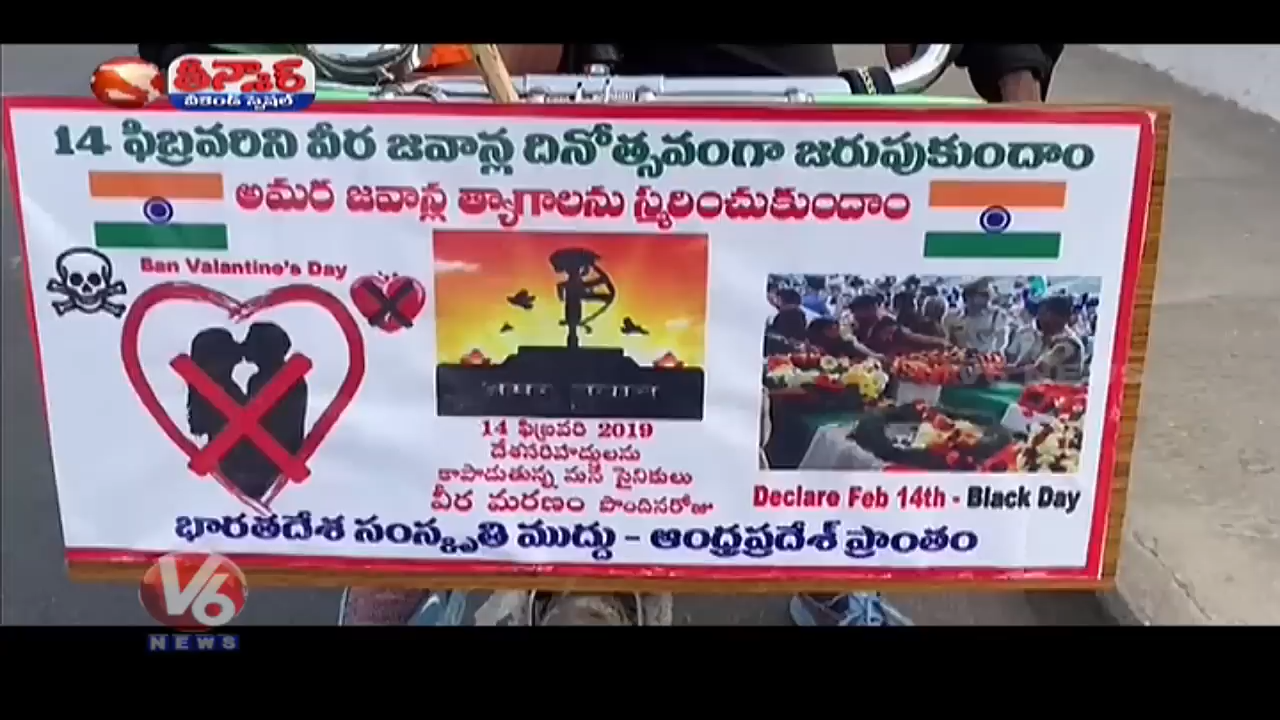 తీన్మార్
వీకెండ్ స్పెషల్
14 ఫిబ్రవరిని వీర జవాన్ల దినోత్సవంగా జరుపుకుందాం
అమర జవాన్ల త్యాగాలను స్మరించుకుందాం
Ban Valantine's Day
14 ఫిబ్రవరి 2019
దేశసరిహద్దులను
కాపాడుతున్న మన సైనికులు
వీర మరణం పొందినరోజు
Declare Feb 14th - Black Day
భారతదేశ సంస్కృతి ముద్దు - ఆంధ్రప్రదేశ్ ప్రాంతం
V6
NEWS